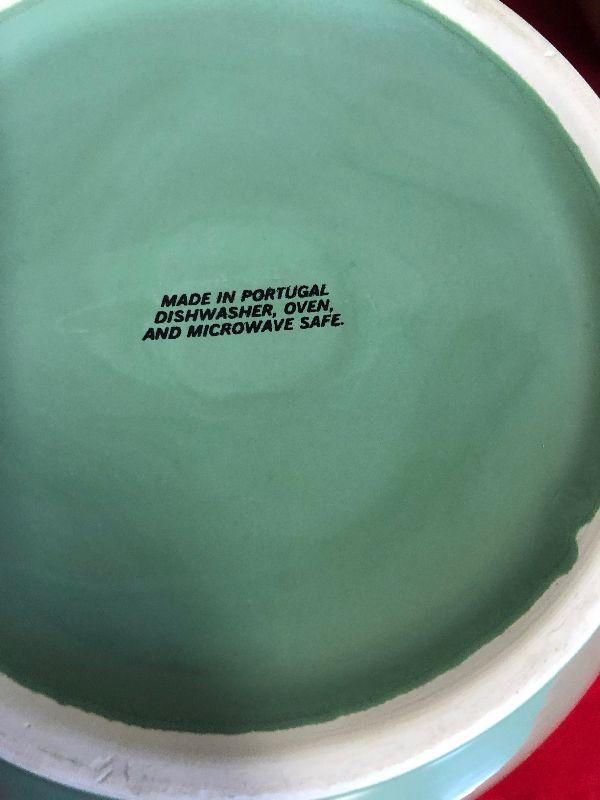 MADE IN PORTUGAL
DISHWASHER, OVEN,
AND MICROWAVE SAFE.